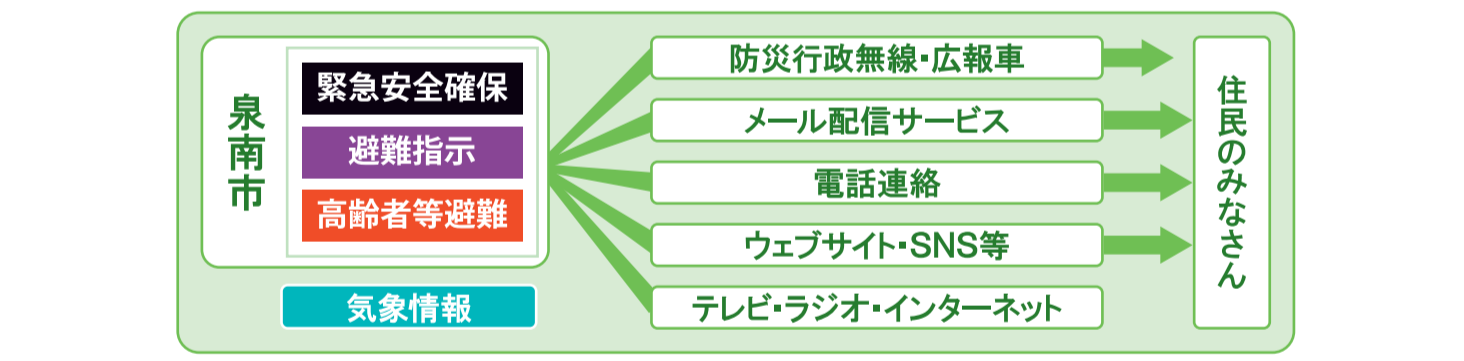 泉南市
緊急安全確保
避難指示
高齢者等避難
気象情報
防災行政無線・広報車
メール配信サービス
電話連絡
ウェブサイト・SNS等
テレビ・ラジオ・インターネット
住民のみなさん